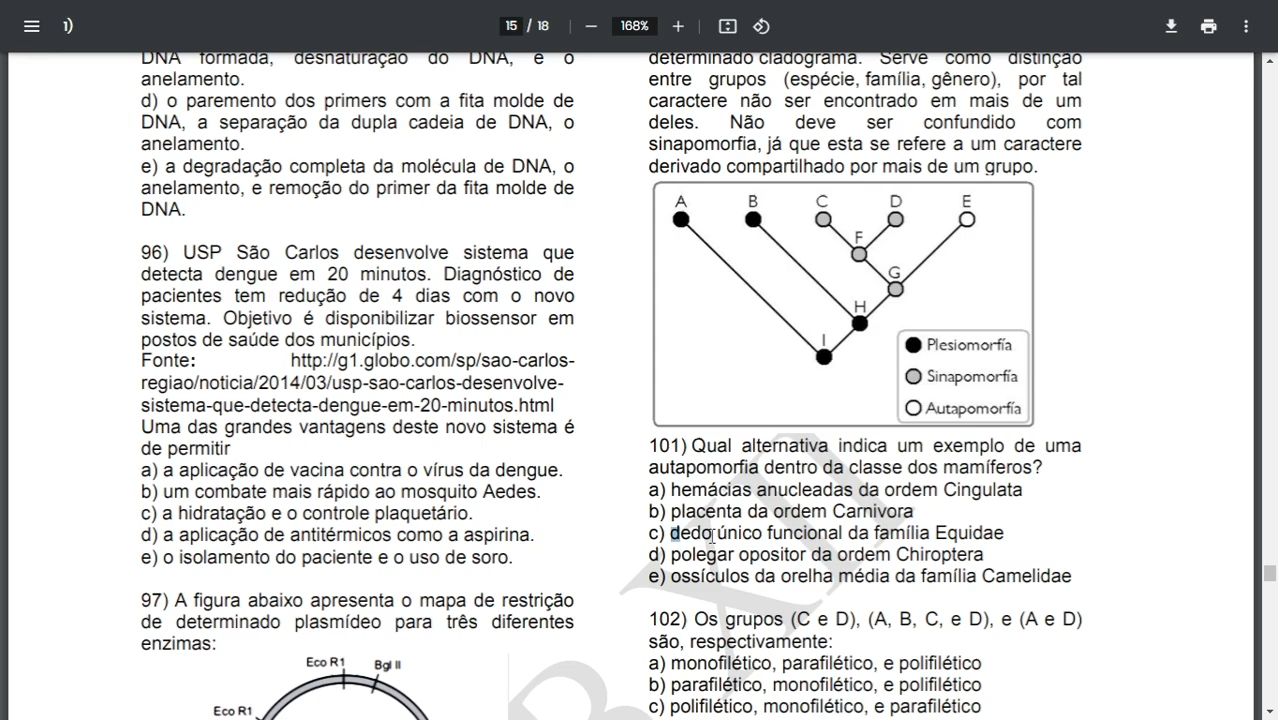 1)
15 / 18
168%
DNA formada, desnaturação do DNA, e o
anelamento.
d) o paremento dos primers com a fita molde de
DNA, a separação da dupla cadeia de DNA, o
anelamento.
e) a degradação completa da molécula de DNA, o
anelamento, e remoção do primer da fita molde de
DNA.
96) USP São Carlos desenvolve sistema que
detecta dengue em 20 minutos. Diagnóstico de
pacientes tem redução de 4 dias com o novo
sistema. Objetivo é disponibilizar biossensor em
postos de saúde dos municípios.
Fonte: http://g1.globo.com/sp/sao-carlos-
regiao/noticia/2014/03/usp-sao-carlos-desenvolve-
sistema-que-detecta-dengue-em-20-minutos.html
Uma das grandes vantagens deste novo sistema é
de permitir
a) a aplicação de vacina contra o vírus da dengue.
b) um combate mais rápido ao mosquito Aedes.
c) a hidratação e o controle plaquetário.
d) a aplicação de antitérmicos como a aspirina.
e) o isolamento do paciente e o uso de soro.
97) A figura abaixo apresenta o mapa de restrição
de determinado plasmídeo para três diferentes
enzimas:
Eco R1
Bgl II
Eco R1
determinado cladograma. Serve como distinção
entre grupos (espécie, família, gênero), por tal
caractere não ser encontrado em mais de um
deles. Não deve ser confundido com
sinapomorfia, já que esta se refere a um caractere
derivado compartilhado por mais de um grupo.
A B C D E
F
G
H
I
Plesiomorfía
Sinapomorfía
Autapomorfía
101) Qual alternativa indica um exemplo de uma
autapomorfia dentro da classe dos mamíferos?
a) hemácias anucleadas da ordem Cingulata
b) placenta da ordem Carnivora
c) dedo único funcional da família Equidae
d) polegar opositor da ordem Chiroptera
e) ossículos da orelha média da família Camelidae
102) Os grupos (C e D), (A, B, C, e D), e (A e D)
são, respectivamente:
a) monofilético, parafilético, e polifilético
b) parafilético, monofilético, e polifilético
c) polifilético, monofilético, e parafilético